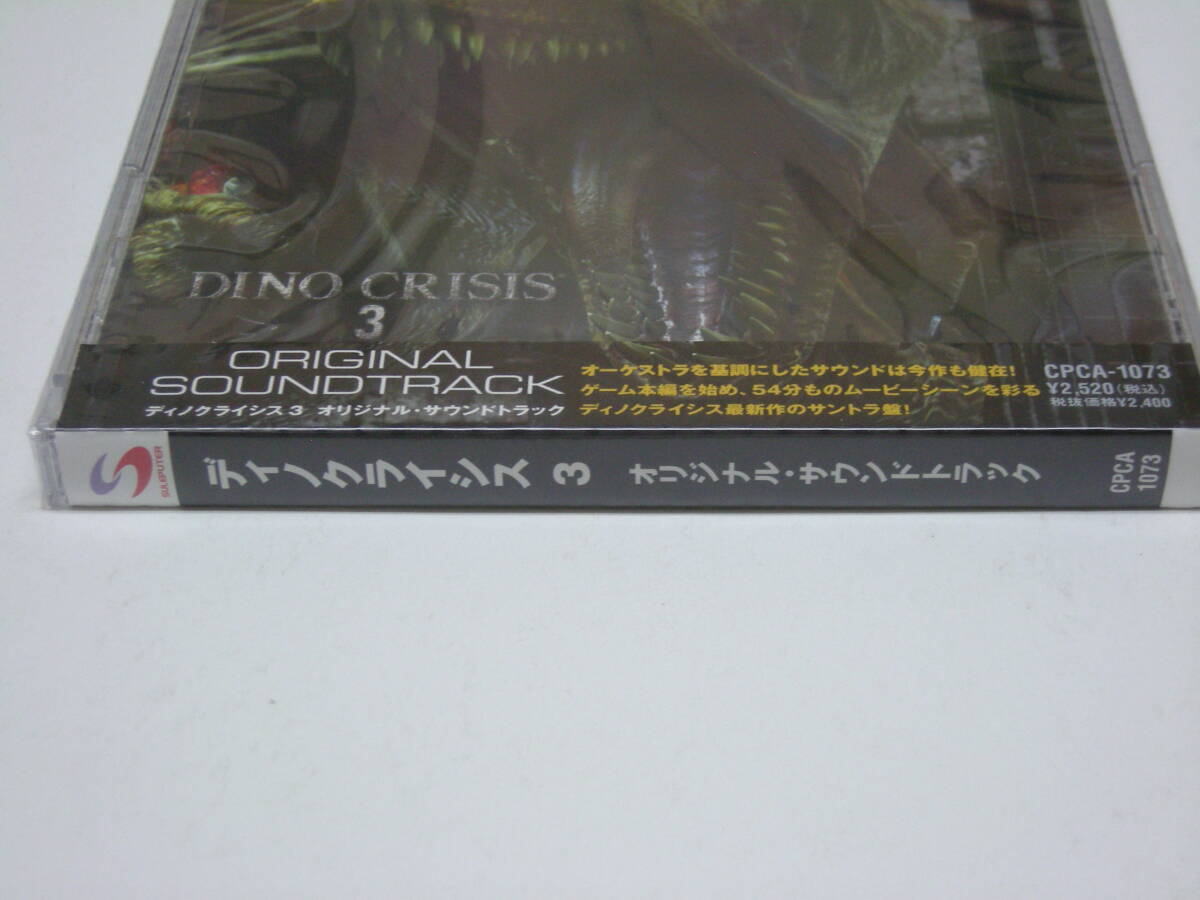 DINO CRISIS
3
ORIGINAL
SOUNDTRACK
ディノクライシス3 オリジナル・サウンドトラック
オーケストラを基調にしたサウンドは今作も健在!
ゲーム本編を始め、54分ものムービーシーンを彩る
ディノクライシス最新作のサントラ盤!
CPCA-1073
¥2,520(税込)
税抜価格¥2,400
SULEPUTER
ディノクライシス 3 オリジナル・サウンドトラック
CPCA
1073